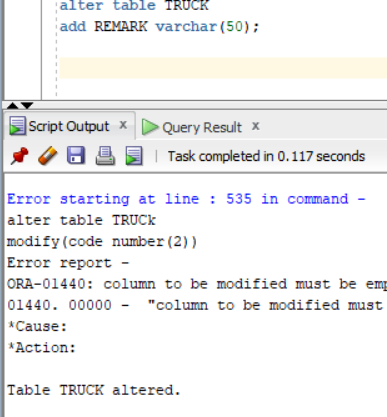 alter table TRUCK
add REMARK varchar(50);
Script Output x Query Result x
Task completed in 0.117 seconds
Error starting at line : 535 in command -
alter table TRUCk
modify(code number(2))
Error report -
ORA-01440: column to be modified must be
01440. 00000 - "column to be modified must
*Cause:
*Action:
Table TRUCK altered.